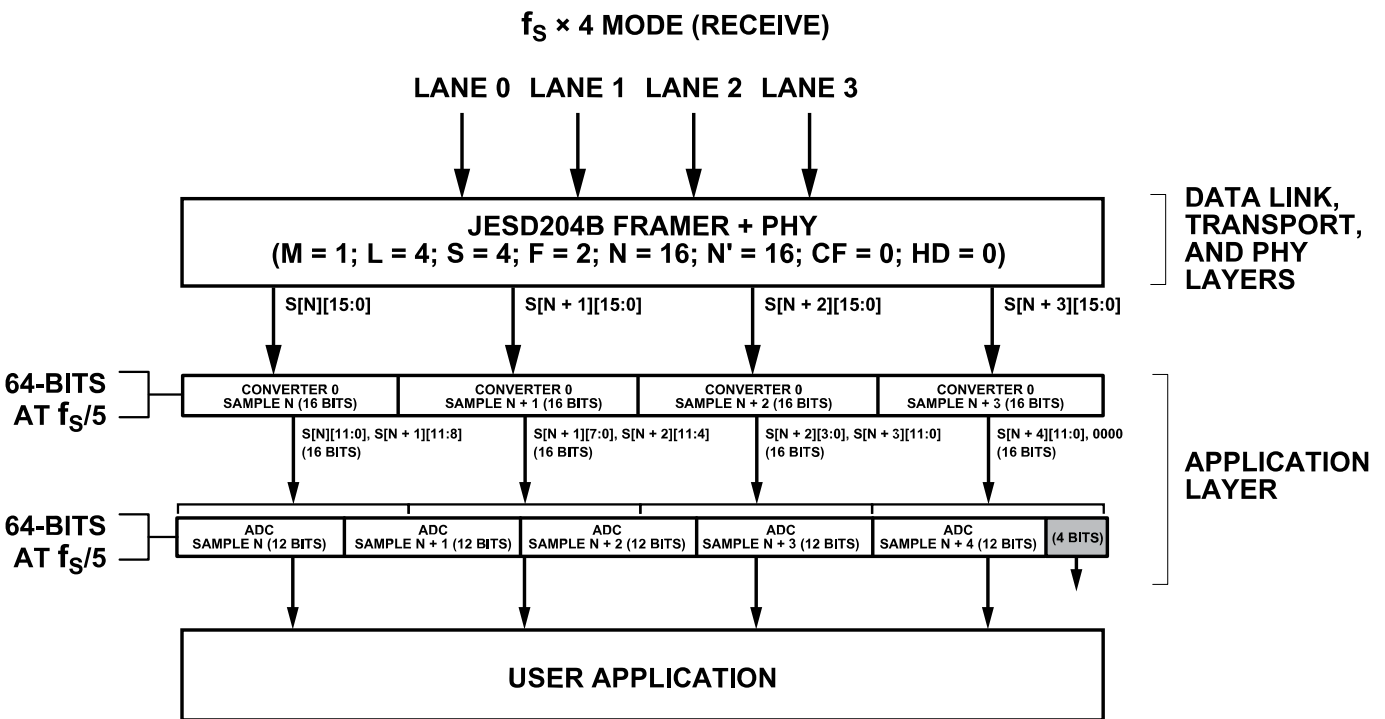 fS × 4 MODE (RECEIVE)
LANE 0 LANE 1 LANE 2 LANE 3
JESD204B FRAMER + PHY
(M = 1; L = 4; S = 4; F = 2; N = 16; N' = 16; CF = 0; HD = 0)
DATA LINK,
TRANSPORT,
AND PHY
LAYERS
S[N][15:0] S[N + 1][15:0] S[N + 2][15:0] S[N + 3][15:0]
64-BITS
AT fS/5
CONVERTER 0
SAMPLE N (16 BITS)
CONVERTER 0
SAMPLE N + 1 (16 BITS)
CONVERTER 0
SAMPLE N + 2 (16 BITS)
CONVERTER 0
SAMPLE N + 3 (16 BITS)
S[N][11:0], S[N + 1][11:8]
(16 BITS)
S[N + 1][7:0], S[N + 2][11:4]
(16 BITS)
S[N + 2][3:0], S[N + 3][11:0]
(16 BITS)
S[N + 4][11:0], 0000
(16 BITS)
APPLICATION
LAYER
64-BITS
AT fS/5
ADC
SAMPLE N (12 BITS)
ADC
SAMPLE N + 1 (12 BITS)
ADC
SAMPLE N + 2 (12 BITS)
ADC
SAMPLE N + 3 (12 BITS)
ADC
SAMPLE N + 4 (12 BITS)
(4 BITS)
USER APPLICATION